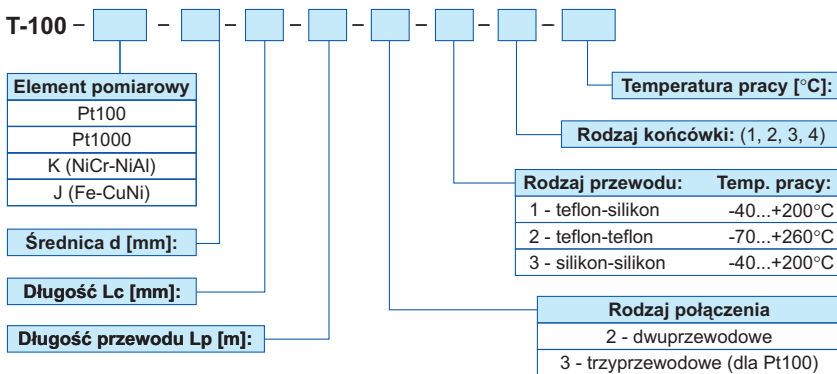 T-100 – – – – – – – –
Element pomiarowy
Pt100
Pt1000
K (NiCr-NiAl)
J (Fe-CuNi)
Średnica d [mm]:
Długość Lc [mm]:
Długość przewodu Lp [m]:
Temperatura pracy [°C]:
Rodzaj końcówki: (1, 2, 3, 4)
Rodzaj przewodu: Temp. pracy:
1 - teflon-silikon -40...+200°C
2 - teflon-teflon -70...+260°C
3 - silikon-silikon -40...+200°C
Rodzaj połączenia
2 - dwuprzewodowe
3 - trzyprzewodowe (dla Pt100)